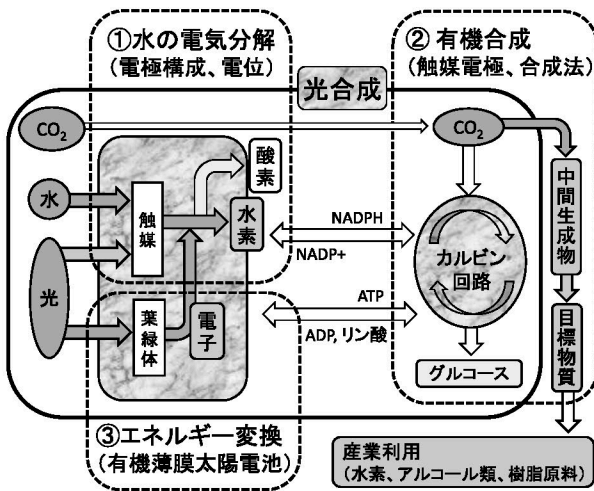 ①水の電気分解
（電極構成、電位）
② 有機合成
（触媒電極、合成法）
光合成
CO2
CO2
酸素
水
触媒
水素
NADPH
NADP+
カルビン
回路
中間生成物
光
葉緑体
電子
ATP
ADP, リン酸
目標物質
グルコース
③エネルギー変換
（有機薄膜太陽電池）
産業利用
（水素、アルコール類、樹脂原料）